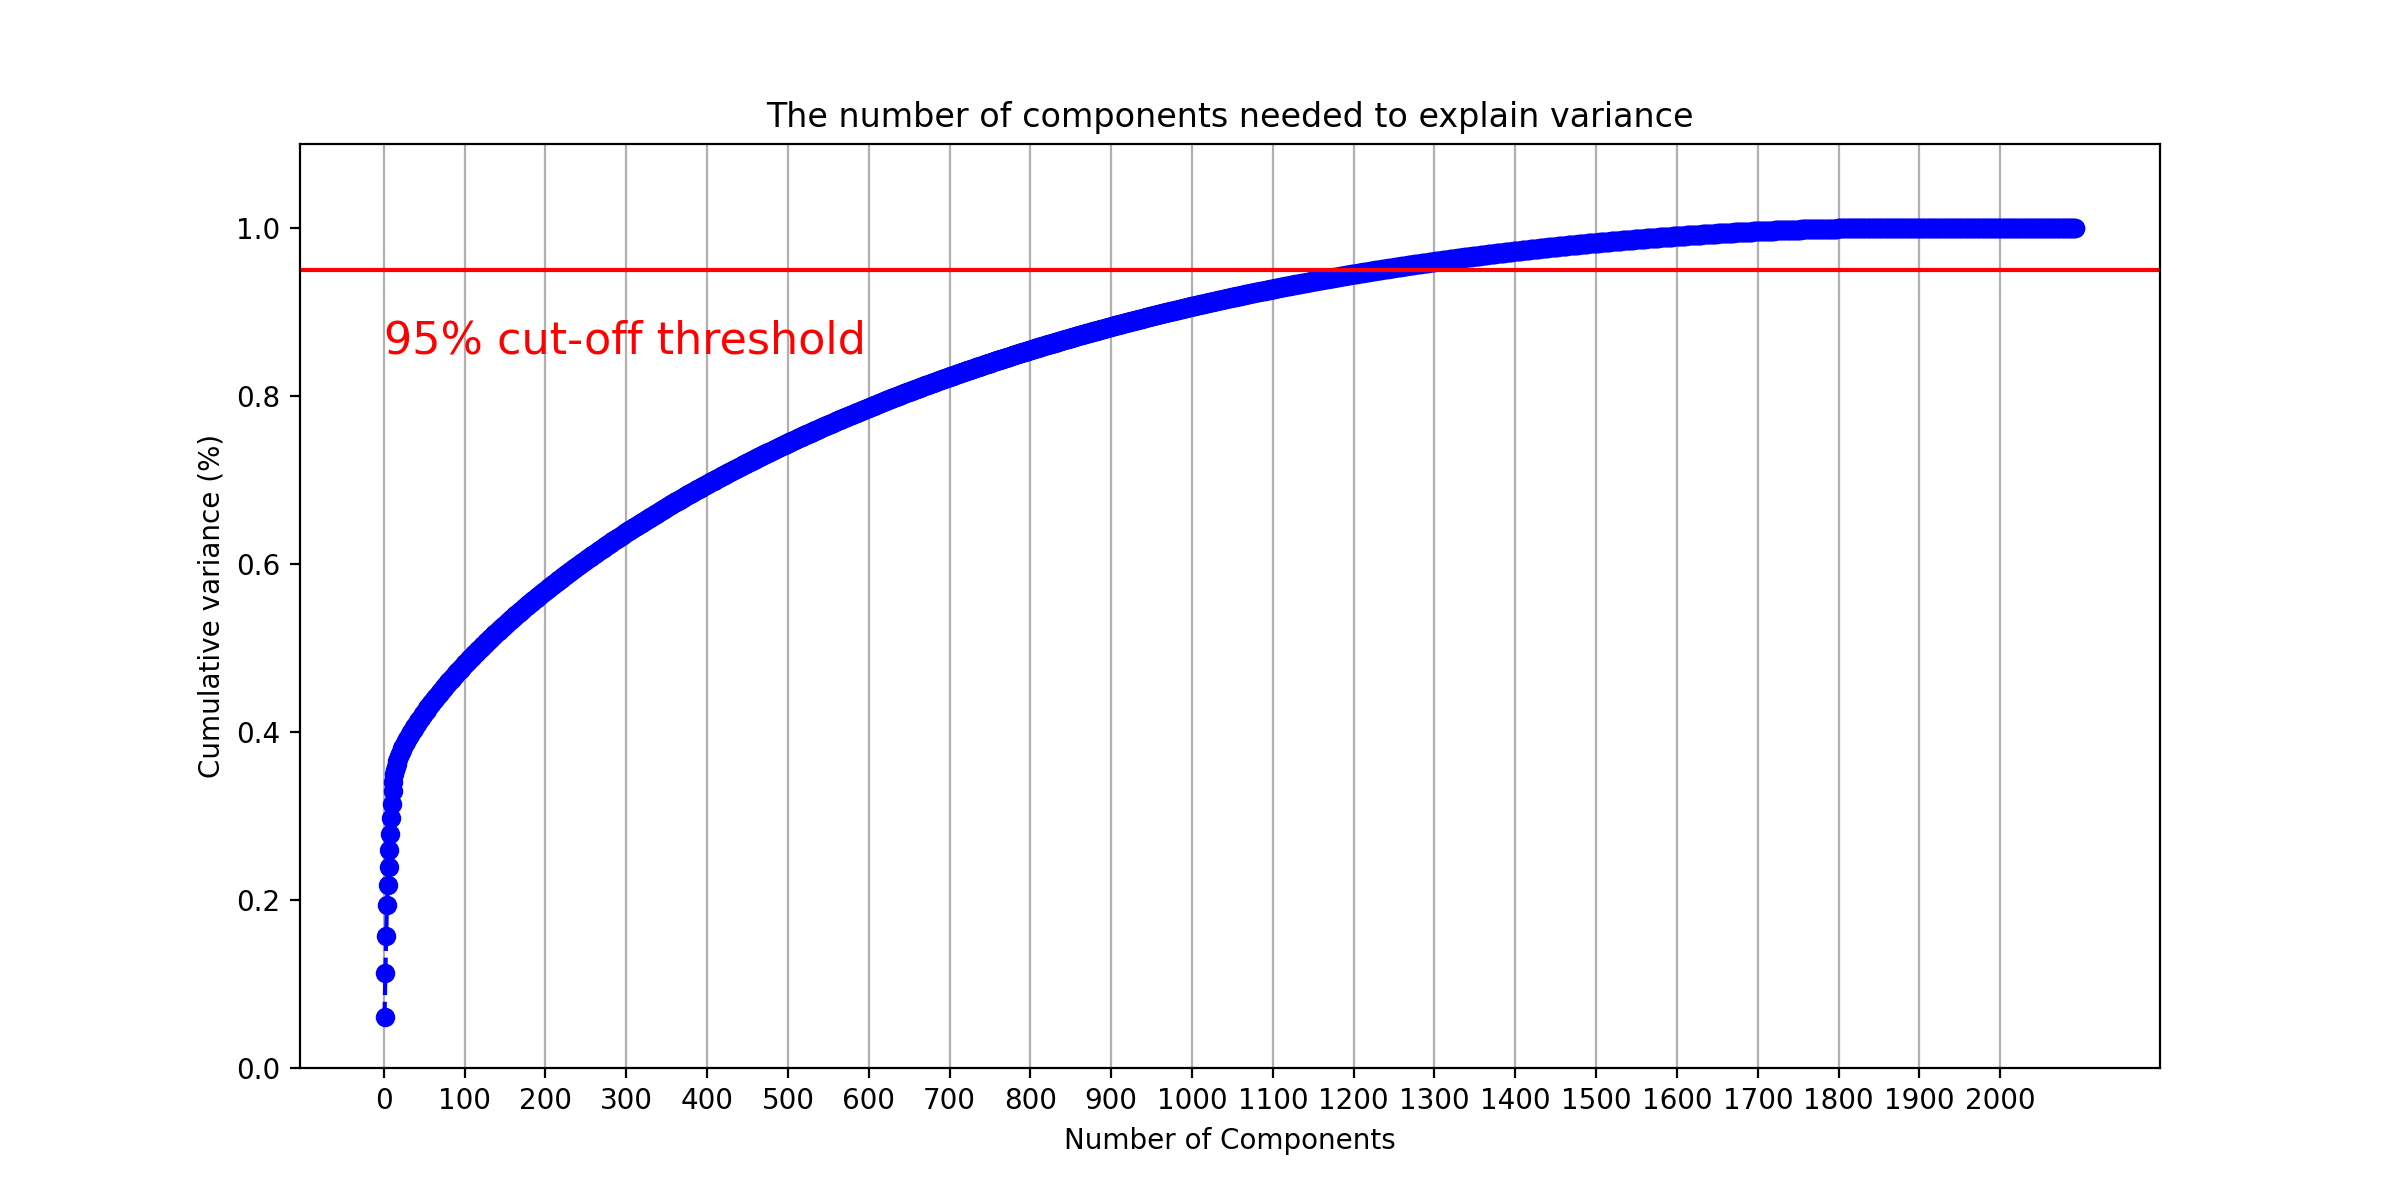 The number of components needed to explain variance
1.0
0.8
0.6
0.4
0.2
0.0
Cumulative variance (%)
95% cut-off threshold
0 100 200 300 400 500 600 700 800 900 1000 1100 1200 1300 1400 1500 1600 1700 1800 1900 2000
Number of Components